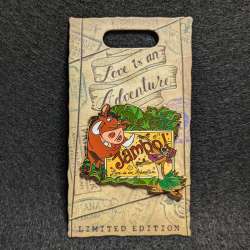 Love is an
Adventure
Jambo!
LIMITED EDITION